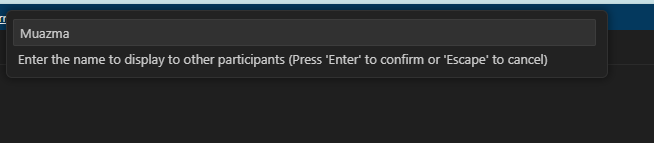 Muazma
Enter the name to display to other participants (Press 'Enter' to confirm or 'Escape' to cancel)